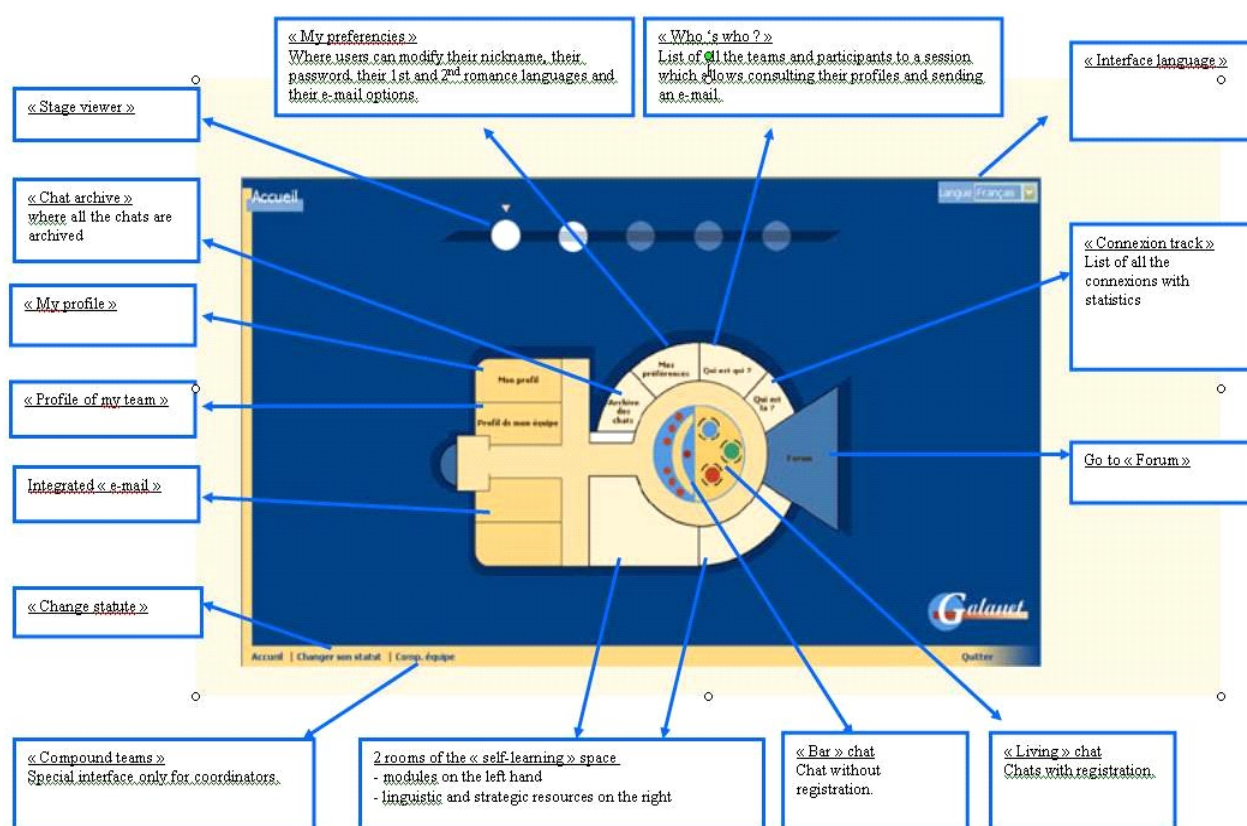 « My preferencies »
Where users can modify their nickname, their
password, their 1st and 2nd romance languages and
their e-mail options.
« Who ‘s who ? »
List of all the teams and participants to a session
which allows consulting their profiles and sending
an e-mail.
« Interface language »
« Stage viewer »
« Chat archive »
where all the chats are
archived
« My profile »
« Profile of my team »
Integrated « e-mail »
« Change statute »
« Connexion track »
List of all the
connexions with
statistics
Go to « Forum »
Accueil
Langue Français
Mon profil
Profil de mon équipe
Archive
des
chats
Mes
préférences
Qui est qui ?
Qui est
là ?
Forum
Galanet
Accueil | Changer son statut | Comp. équipe
Quitter
« Compound teams »
Special interface only for coordinators.
2 rooms of the « self-learning » space
- modules on the left hand
- linguistic and strategic resources on the right
« Bar » chat
Chat without
registration.
« Living » chat
Chats with registration.